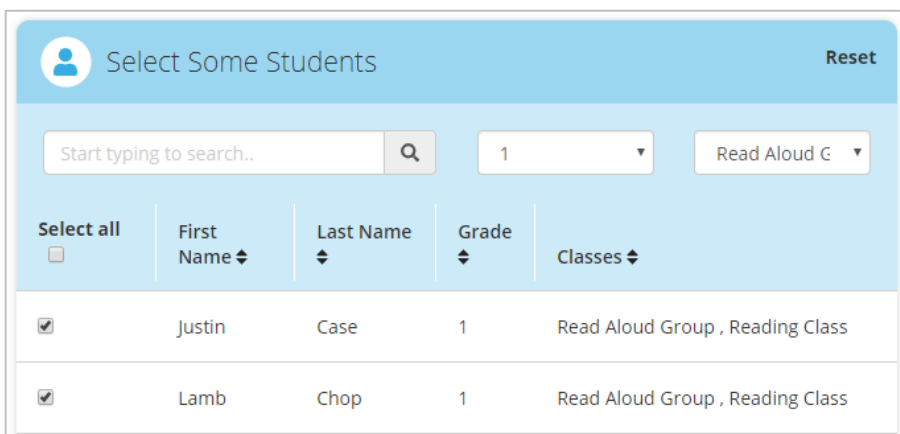 Select Some Students Reset
Start typing to search.. 1 Read Aloud G
Select all First Name Last Name Grade Classes
Justin Case 1 Read Aloud Group , Reading Class
Lamb Chop 1 Read Aloud Group , Reading Class